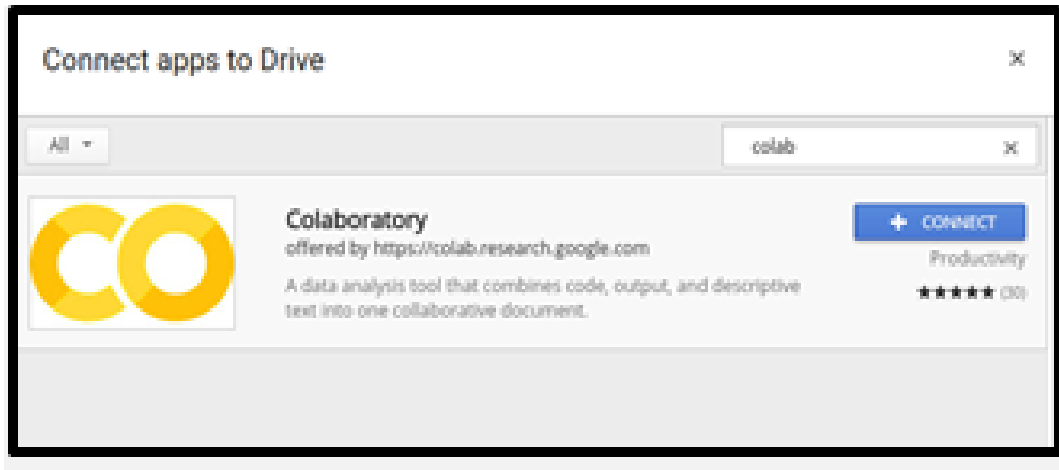 Connect apps to Drive
All
colab
Colaboratory
offered by https://colab.research.google.com
A data analysis tool that combines code, output, and descriptive
text into one collaborative document.
CONNECT
Productivity
(30)